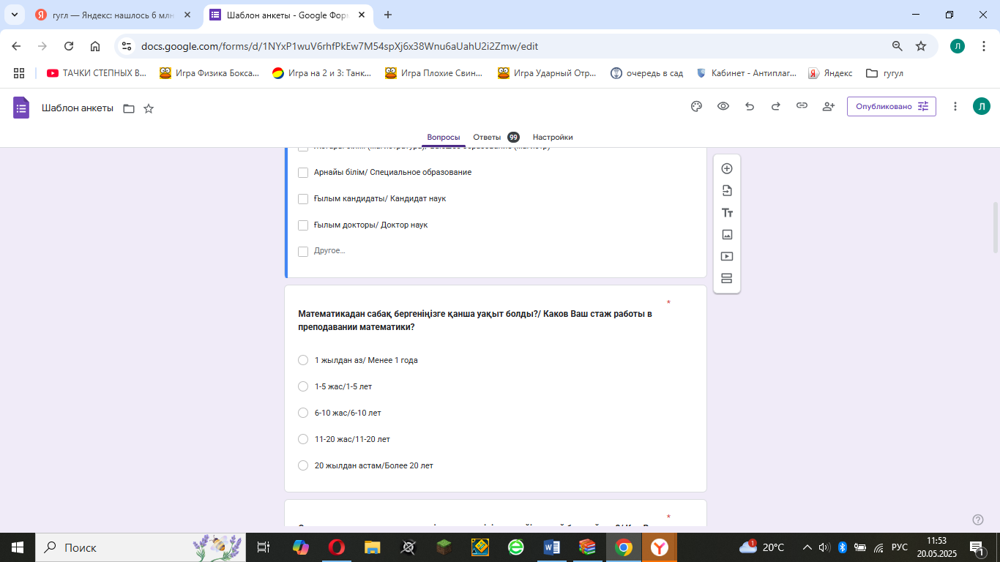 гугл — Яндекс: нашлось 6 млн
Шаблон анкеты - Google Фор
docs.google.com/forms/d/1NYxP1wuV6rhfPkEw7M54spXj6x38Wnu6aUahU2i2Zmw/edit
Л
ТАЧКИ СТЕПНЫХ В...
Игра Физика Бокса...
Игра на 2 и 3: Танк...
Игра Плохие Свин...
Игра Ударный Отр...
очередь в сад
Кабинет - Антиплаг...
Яндекс
гугул
Шаблон анкеты
Опубликовано
Л
Вопросы
Ответы 99
Настройки
Арнайы білім/ Специальное образование
Ғылым кандидаты/ Кандидат наук
Ғылым докторы/ Доктор наук
Другое...
*
Математикадан сабақ бергеніңізге қанша уақыт болды?/ Каков Ваш стаж работы в
преподавании математики?
1 жылдан аз/ Менее 1 года
1-5 жас/1-5 лет
6-10 жас/6-10 лет
11-20 жас/11-20 лет
20 жылдан астам/Более 20 лет
*
Поиск
1
20°C
РУС
11:53
20.05.2025
1